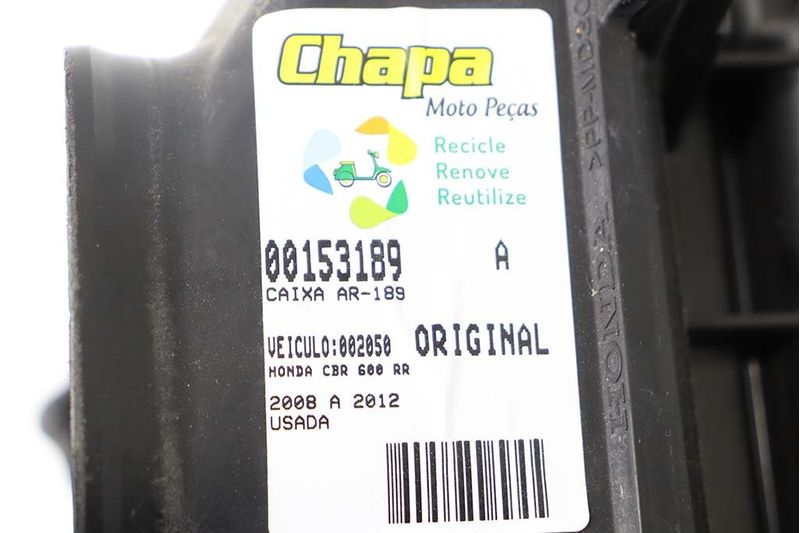 Chapa
Moto Peças
Recicle
Renove
Reutilize
00153189 A
CAIXA AR-189
VEICULO:002050 ORIGINAL
HONDA CBR 600 RR
2008 A 2012
USADA
HONDA